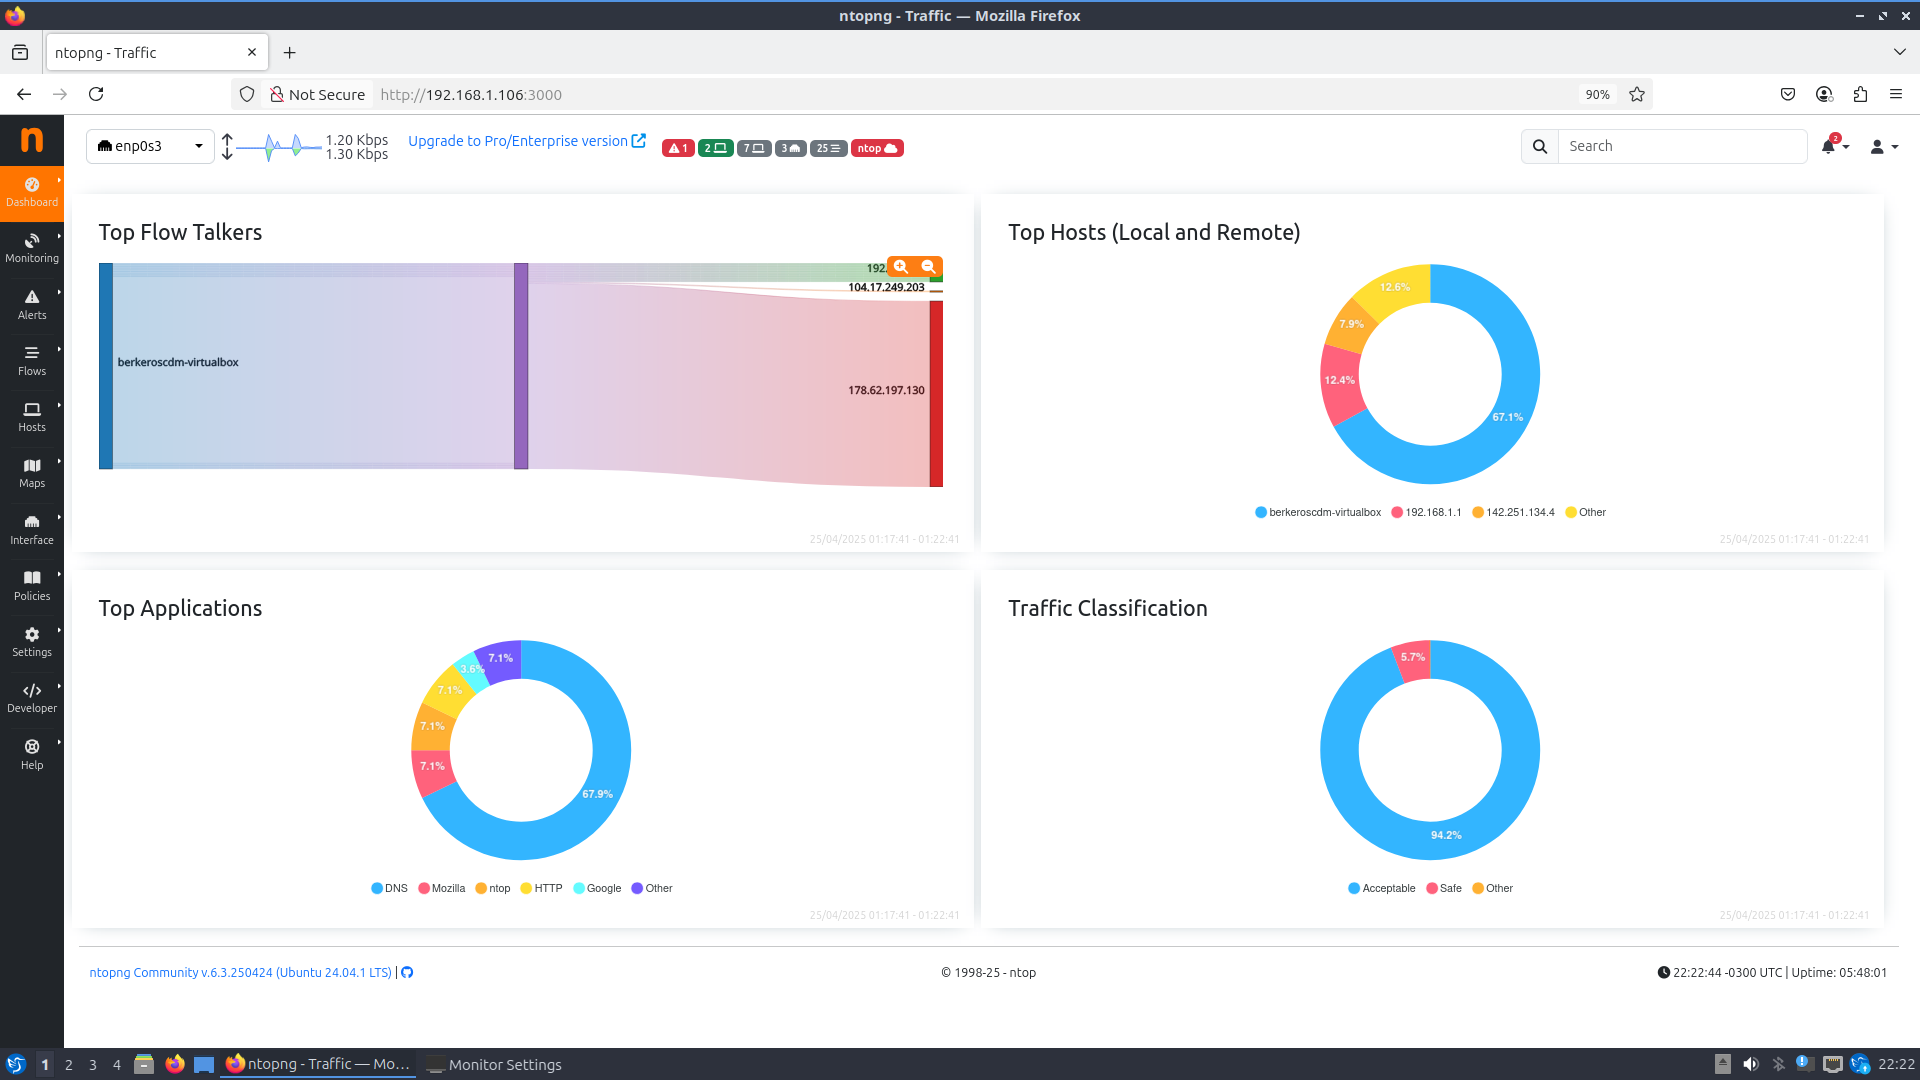 ntopng - Traffic — Mozilla Firefox
ntopng - Traffic
Not Secure
http://192.168.1.106:3000
90%
enp0s3
1.20 Kbps
1.30 Kbps
Upgrade to Pro/Enterprise version
1
2
7
3
25
ntop
Search
2
Dashboard
Monitoring
Alerts
Flows
Hosts
Maps
Interface
Policies
Settings
Developer
Help
Top Flow Talkers
berkeroscdm-virtualbox
192.
104.17.249.203
178.62.197.130
25/04/2025 01:17:41 - 01:22:41
Top Hosts (Local and Remote)
12.6%
7.9%
12.4%
67.1%
berkeroscdm-virtualbox 192.168.1.1 142.251.134.4 Other
25/04/2025 01:17:41 - 01:22:41
Top Applications
7.1%
3.6%
7.1%
7.1%
7.1%
67.9%
DNS Mozilla ntop HTTP Google Other
25/04/2025 01:17:41 - 01:22:41
Traffic Classification
5.7%
94.2%
Acceptable Safe Other
25/04/2025 01:17:41 - 01:22:41
ntopng Community v.6.3.250424 (Ubuntu 24.04.1 LTS) |
© 1998-25 - ntop
22:22:44 -0300 UTC | Uptime: 05:48:01
1 2 3 4
ntopng - Traffic — Mo...
Monitor Settings
22:22